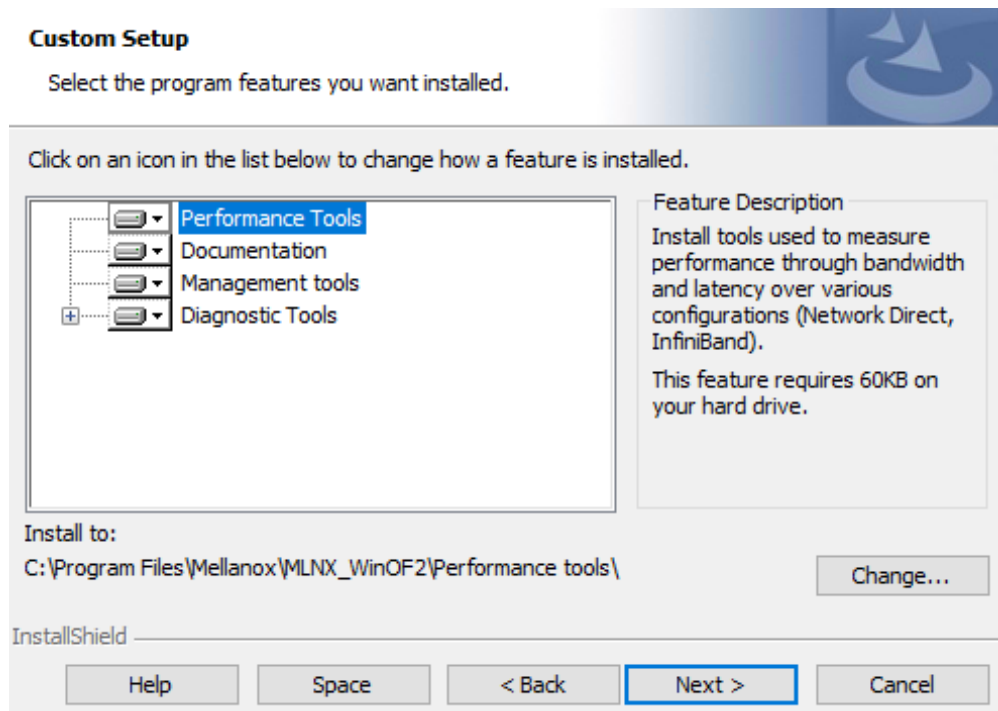 Custom Setup
Select the program features you want installed.
Click on an icon in the list below to change how a feature is installed.
Performance Tools
Documentation
Management tools
Diagnostic Tools
Feature Description
Install tools used to measure
performance through bandwidth
and latency over various
configurations (Network Direct,
InfiniBand).
This feature requires 60KB on
your hard drive.
Install to:
C:\Program Files\Mellanox\MLNX_WinOF2\Performance tools\
Change...
InstallShield
Help
Space
< Back
Next >
Cancel